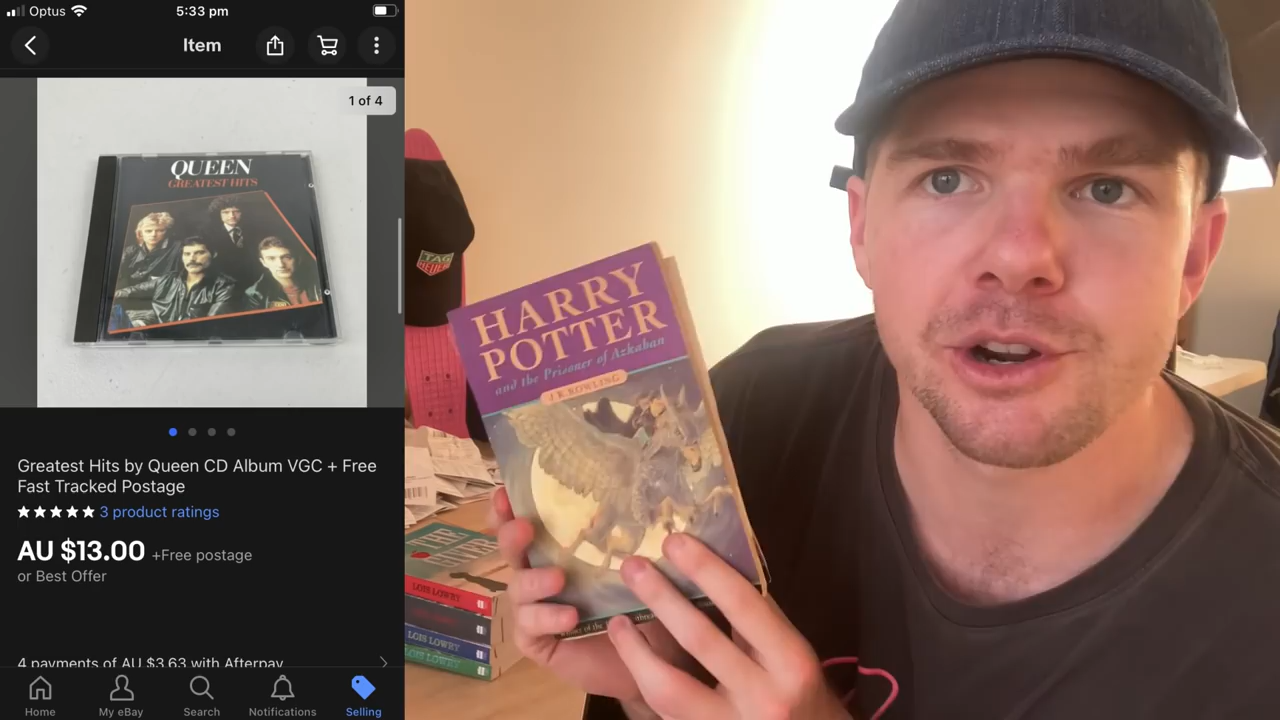 Optus
5:33 pm
Item
1 of 4
QUEEN
GREATEST HITS
Greatest Hits by Queen CD Album VGC + Free
Fast Tracked Postage
3 product ratings
AU $13.00 +Free postage
or Best Offer
4 payments of AU $3.63 with Afterpay
Home
My eBay
Search
Notifications
Selling
TAG
HEUER
HARRY
POTTER
and the Prisoner of Azkaban
J.K.ROWLING
LOIS LOWRY
LOIS LOWRY
LOIS LOWRY